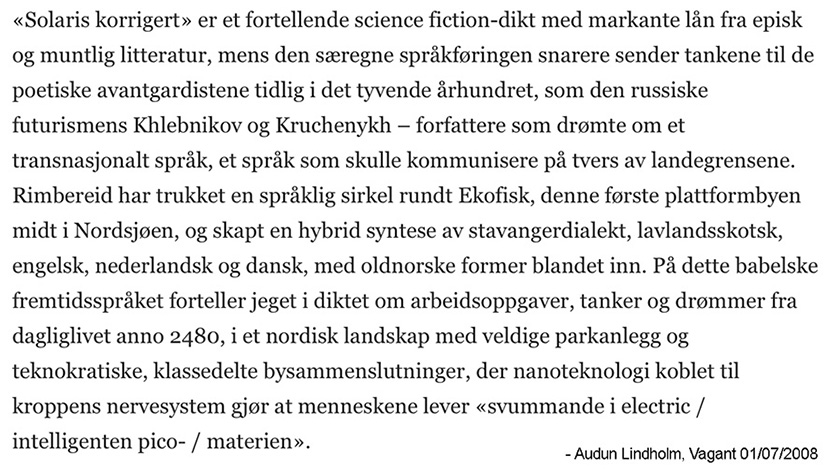 «Solaris korrigert» er et fortellende science fiction-dikt med markante lån fra episk
og muntlig litteratur, mens den særegne språkføringen snarere sender tankene til de
poetiske avantgardistene tidlig i det tyvende århundret, som den russiske
futurismens Khlebnikov og Kruchenykh – forfattere som drømte om et
transnasjonalt språk, et språk som skulle kommunisere på tvers av landegrensene.
Rimbereid har trukket en språklig sirkel rundt Ekofisk, denne første plattformbyen
midt i Nordsjøen, og skapt en hybrid syntese av stavangerdialekt, lavlandsskotsk,
engelsk, nederlandsk og dansk, med oldnorske former blandet inn. På dette babelske
fremtidsspråket forteller jeget i diktet om arbeidsoppgaver, tanker og drømmer fra
dagliglivet anno 2480, i et nordisk landskap med veldige parkanlegg og
teknokratiske, klassedelte bysammenslutninger, der nanoteknologi koblet til
kroppens nervesystem gjør at menneskene lever «svummande i electric /
intelligenten pico- / materien».
- Audun Lindholm, Vagant 01/07/2008